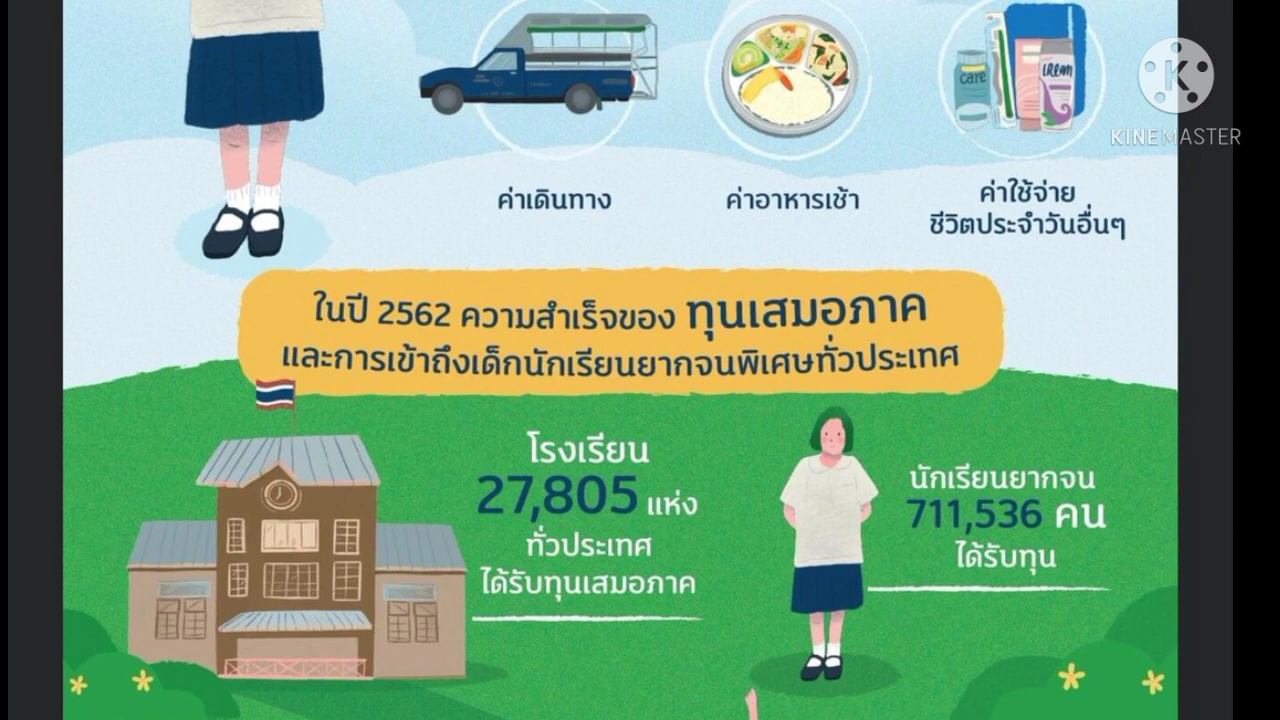 care
cream
KINEMASTER
ค่าเดินทาง
ค่าอาหารเช้า
ค่าใช้จ่าย
ชีวิตประจำวันอื่นๆ
ในปี 2562 ความสำเร็จของ ทุนเสมอภาค
และการเข้าถึงเด็กนักเรียนยากจนพิเศษทั่วประเทศ
โรงเรียน
27,805 แห่ง
ทั่วประเทศ
ได้รับทุนเสมอภาค
นักเรียนยากจน
711,536 คน
ได้รับทุน